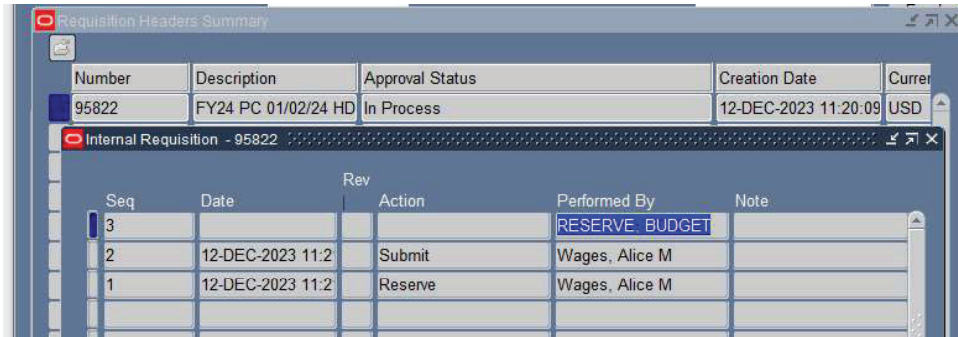 Requisition Headers Summary
Number Description Approval Status Creation Date Curren
95822 FY24 PC 01/02/24 HD In Process 12-DEC-2023 11:20:09 USD
Internal Requisition - 95822
Rev
Seq Date Action Performed By Note
3 RESERVE, BUDGET
2 12-DEC-2023 11:2 Submit Wages, Alice M
1 12-DEC-2023 11:2 Reserve Wages, Alice M